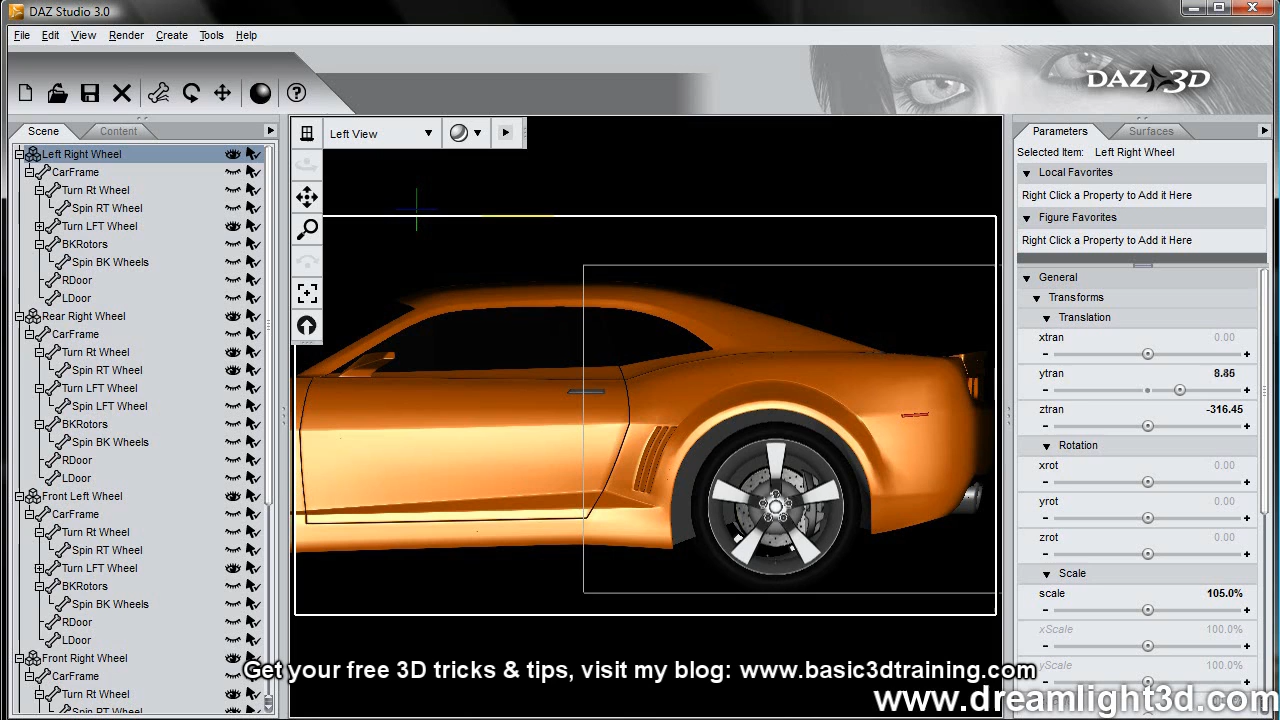 DAZ Studio 3.0
File Edit View Render Create Tools Help
DAZ 3D
Scene Content
Left Right Wheel
CarFrame
Turn Rt Wheel
Spin RT Wheel
Turn LFT Wheel
BKRotors
Spin BK Wheels
RDoor
LDoor
Rear Right Wheel
CarFrame
Turn Rt Wheel
Spin RT Wheel
Turn LFT Wheel
Spin LFT Wheel
BKRotors
Spin BK Wheels
RDoor
LDoor
Front Left Wheel
CarFrame
Turn Rt Wheel
Spin RT Wheel
Turn LFT Wheel
BKRotors
Spin BK Wheels
RDoor
LDoor
Front Right Wheel
CarFrame
Turn Rt Wheel
Spin RT Wheel
Left View
Parameters Surfaces
Selected Item: Left Right Wheel
Local Favorites
Right Click a Property to Add it Here
Figure Favorites
Right Click a Property to Add it Here
General
Transforms
Translation
xtran 0.00
ytran 8.86
ztran -316.45
Rotation
xrot 0.00
yrot 0.00
zrot 0.00
Scale
scale 105.0%
xScale 100.0%
yScale 100.0%
Get your free 3D tricks & tips, visit my blog: www.basic3dtraining.com
www.dreamlight3d.com